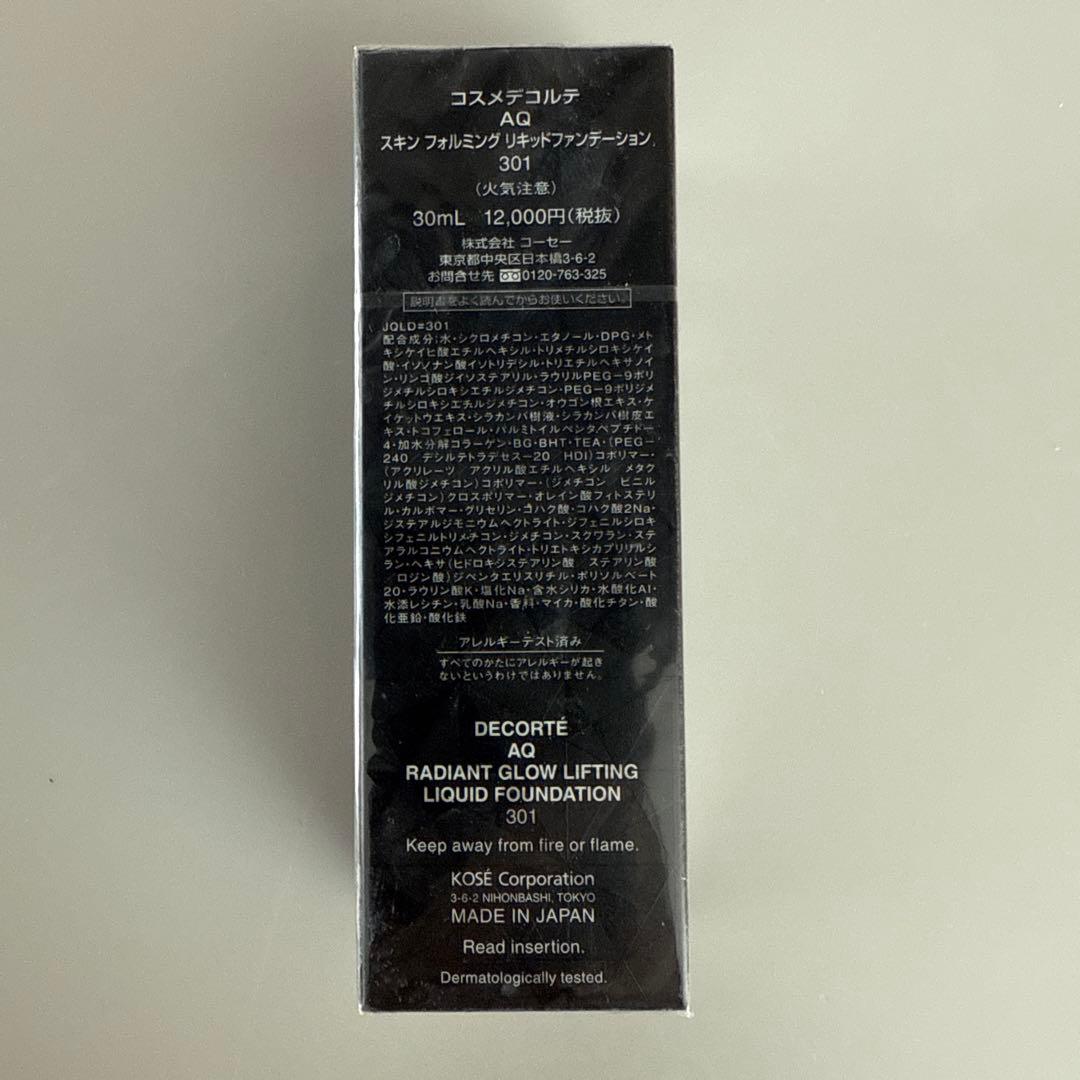 コスメデコルテ
AQ
スキン フォルミング リキッドファンデーション
301
（火気注意）
30mL 12,000円（税抜）
株式会社 コーセー
東京都中央区日本橋3-6-2
お問合せ先 0120-763-325
説明書をよく読んでからお使いください。
JQLD#301
配合成分：水・シクロメチコン・エタノール・DPG・メト
キシケイヒ酸エチルヘキシル・トリメチルシロキシケイ
酸・イソノナン酸イソトリデシル・トリエチルヘキサノイ
ン・リンゴ酸ジイソステアリル・ラウリルPEG-9ポリ
ジメチルシロキシエチルジメチコン・PEG-9ポリジメ
チルシロキシエチルジメチコン・オウゴン根エキス・ケ
イケットウエキス・シラカンバ樹液・シラカンバ樹皮エ
キス・トコフェロール・パルミトイルペンタペプチド-
4・加水分解コラーゲン・BG・BHT・TEA・（PEG-
240／デシルテトラデセス-20／HDI）コポリマー・
（アクリレーツ／アクリル酸エチルヘキシル／メタク
リル酸ジメチコン）コポリマー・（ジメチコン／ビニル
ジメチコン）クロスポリマー・オレイン酸フィトステリ
ル・カルボマー・グリセリン・コハク酸・コハク酸2Na・
ジステアルジモニウムヘクトライト・ジフェニルシロキ
シフェニルトリメチコン・ジメチコン・スクワラン・ステ
アラルコニウムヘクトライト・トリエトキシカプリリルシ
ラン・ヘキサ（ヒドロキシステアリン酸／ステアリン酸
／ロジン酸）ジペンタエリスリチル・ポリソルベート
20・ラウリン酸K・塩化Na・含水シリカ・水酸化Al・
水添レシチン・乳酸Na・香料・マイカ・酸化チタン・酸
化亜鉛・酸化鉄
アレルギーテスト済み
すべてのかたにアレルギーが起き
ないというわけではありません。
DECORTÉ
AQ
RADIANT GLOW LIFTING
LIQUID FOUNDATION
301
Keep away from fire or flame.
KOSÉ Corporation
3-6-2 NIHONBASHI, TOKYO
MADE IN JAPAN
Read insertion.
Dermatologically tested.